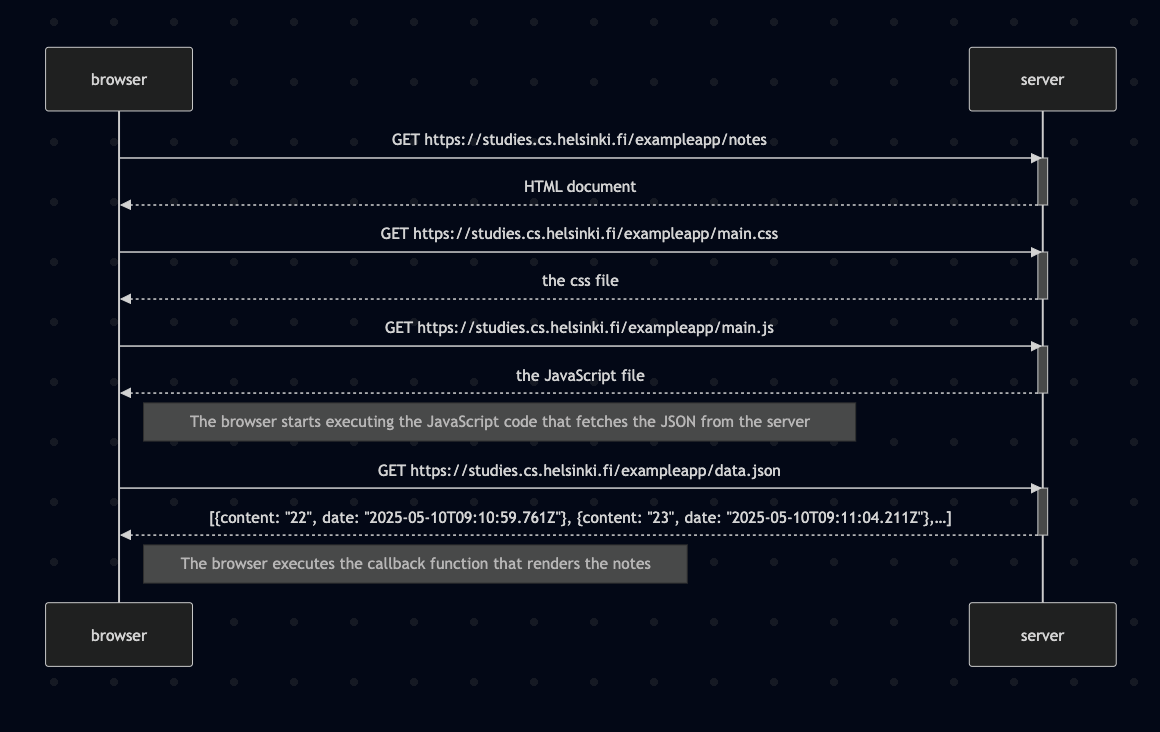 browser
server
GET https://studies.cs.helsinki.fi/exampleapp/notes
HTML document
GET https://studies.cs.helsinki.fi/exampleapp/main.css
the css file
GET https://studies.cs.helsinki.fi/exampleapp/main.js
the JavaScript file
The browser starts executing the JavaScript code that fetches the JSON from the server
GET https://studies.cs.helsinki.fi/exampleapp/data.json
[{content: "22", date: "2025-05-10T09:10:59.761Z"}, {content: "23", date: "2025-05-10T09:11:04.211Z"},...]
The browser executes the callback function that renders the notes
browser
server